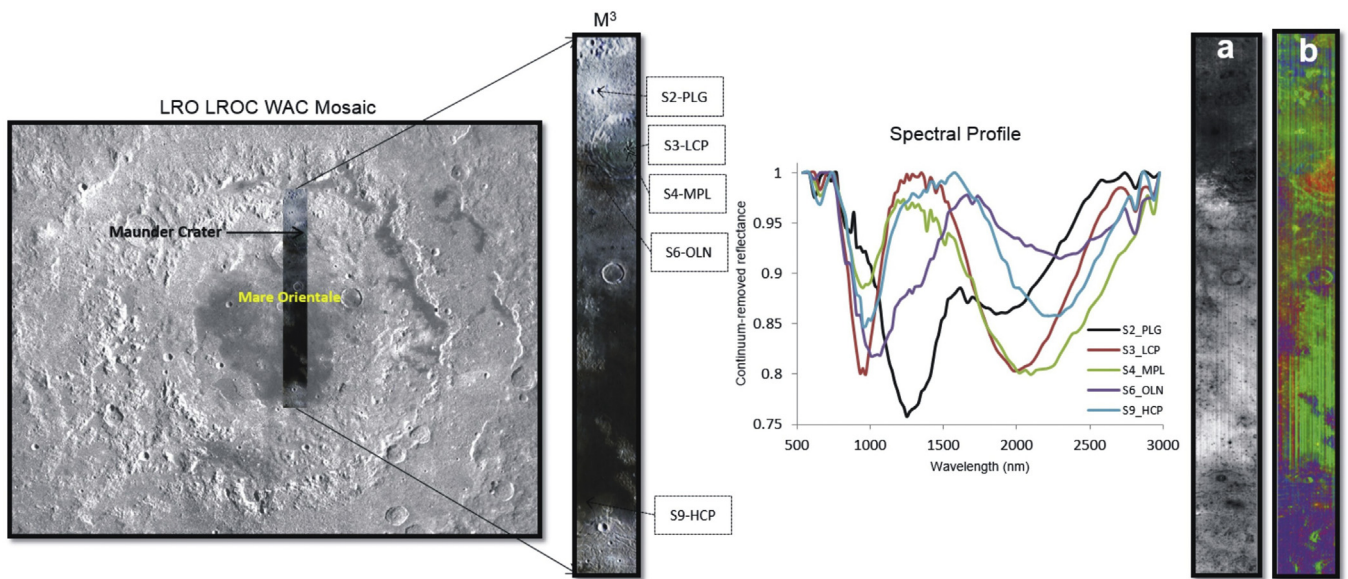 LRO LROC WAC Mosaic
Maunder Crater
Mare Orientale
M³
S2-PLG
S3-LCP
S4-MPL
S6-OLN
S9-HCP
Spectral Profile
Continuum-removed reflectance
1
0.95
0.9
0.85
0.8
0.75
500 1000 1500 2000 2500 3000
Wavelength (nm)
S2_PLG
S3_LCP
S4_MPL
S6_OLN
S9_HCP
a
b